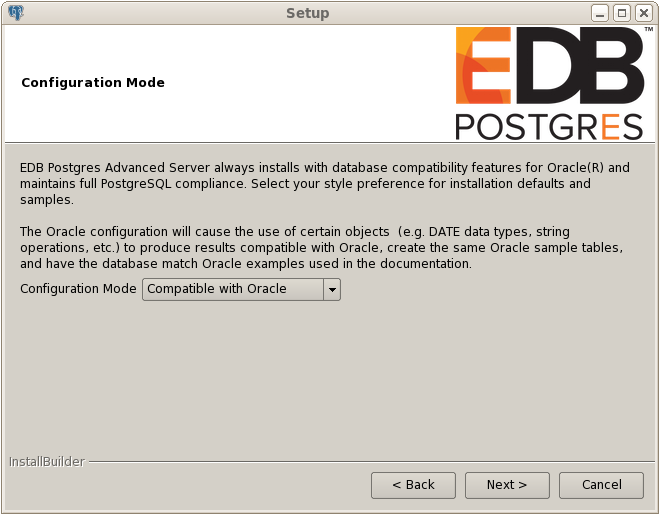 Setup
Configuration Mode
EDB™
POSTGRES
EDB Postgres Advanced Server always installs with database compatibility features for Oracle(R) and
maintains full PostgreSQL compliance. Select your style preference for installation defaults and
samples.
The Oracle configuration will cause the use of certain objects  (e.g. DATE data types, string
operations, etc.) to produce results compatible with Oracle, create the same Oracle sample tables,
and have the database match Oracle examples used in the documentation.
Configuration Mode Compatible with Oracle
InstallBuilder
< Back Next > Cancel